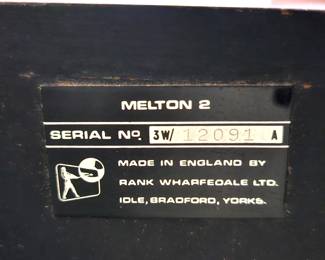 MELTON 2
SERIAL No. 3W/ 12091 A
MADE IN ENGLAND BY
RANK WHARFEDALE LTD.
IDLE, BRADFORD, YORKS.